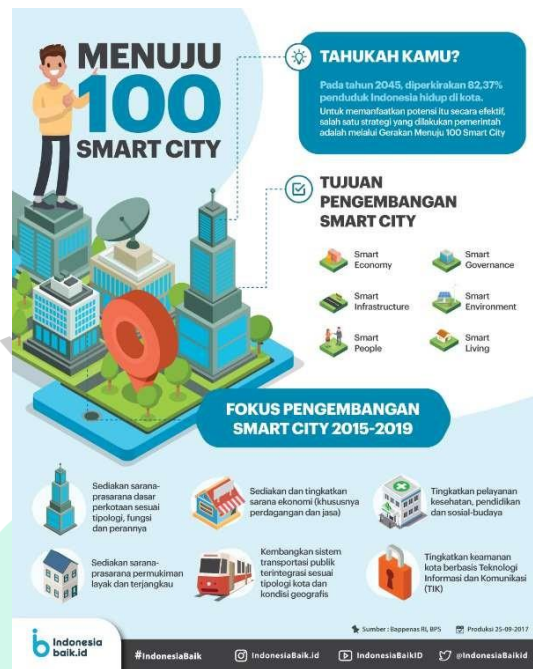 MENUJU
100
SMART CITY
TAHUKAH KAMU?
Pada tahun 2045, diperkirakan 82,37%
penduduk Indonesia hidup di kota.
Untuk memanfaatkan potensi itu secara efektif,
salah satu strategi yang dilakukan pemerintah
adalah melalui Gerakan Menuju 100 Smart City
TUJUAN
PENGEMBANGAN
SMART CITY
Smart
Economy
Smart
Governance
Smart
Infrastructure
Smart
Environment
Smart
People
Smart
Living
FOKUS PENGEMBANGAN
SMART CITY 2015-2019
Sediakan sarana-
prasarana dasar
perkotaan sesuai
tipologi, fungsi
dan perannya
Sediakan dan tingkatkan
sarana ekonomi (khususnya
perdagangan dan jasa)
Tingkatkan pelayanan
kesehatan, pendidikan
dan sosial-budaya
Sediakan sarana-
prasarana permukiman
layak dan terjangkau
Kembangkan sistem
transportasi publik
terintegrasi sesuai
tipologi kota dan
kondisi geografis
Tingkatkan keamanan
kota berbasis Teknologi
Informasi dan Komunikasi
(TIK)
Sumber : Bappenas RI, BPS
Produksi 25-09-2017
Indonesia
baik.id
#IndonesiaBaik
IndonesiaBaik.id
IndonesiaBaikID
@IndonesiaBaikid